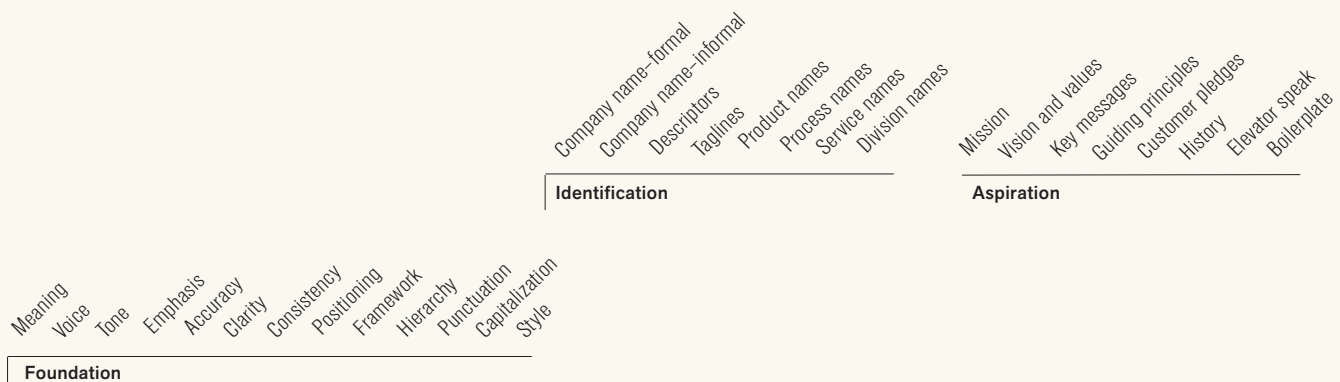 Company name–formal
Company name–informal
Descriptors
Taglines
Product names
Process names
Service names
Division names
Identification
Mission
Vision and values
Key messages
Guiding principles
Customer pledges
History
Elevator speak
Boilerplate
Aspiration
Meaning
Voice
Tone
Emphasis
Accuracy
Clarity
Consistency
Positioning
Framework
Hierarchy
Punctuation
Capitalization
Style
Foundation